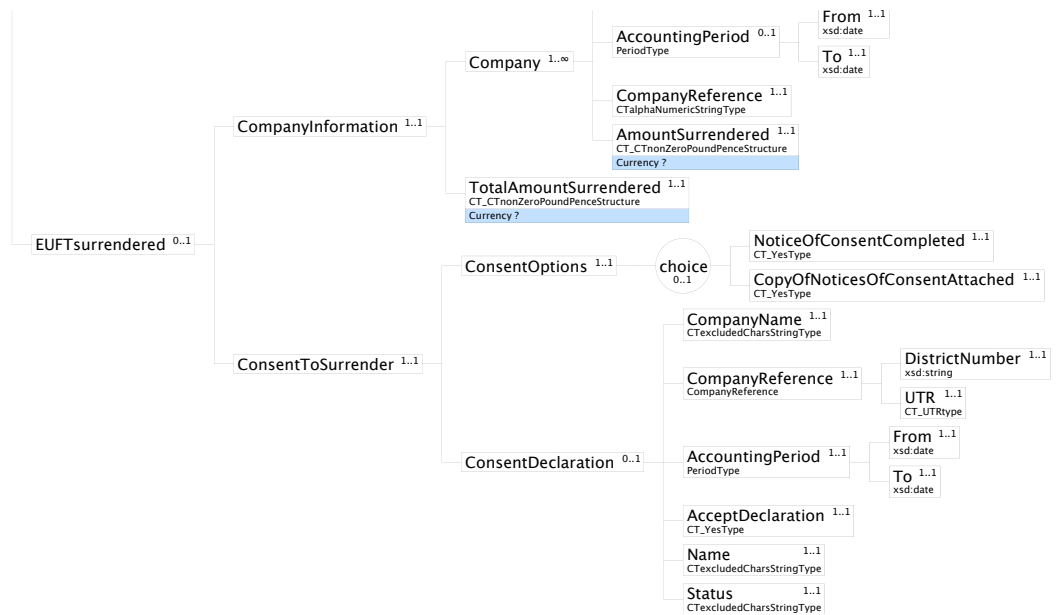 From 1..1
xsd:date
AccountingPeriod 0..1
PeriodType
To 1..1
xsd:date
Company 1..∞
CompanyReference 1..1
CTalphaNumericStringType
CompanyInformation 1..1
AmountSurrendered 1..1
CT_CTnonZeroPoundPenceStructure
Currency ?
TotalAmountSurrendered 1..1
CT_CTnonZeroPoundPenceStructure
Currency ?
EUFTsurrendered 0..1
NoticeOfConsentCompleted 1..1
CT_YesType
ConsentOptions 1..1
choice
0..1
CopyOfNoticesOfConsentAttached 1..1
CT_YesType
CompanyName 1..1
CTexcludedCharsStringType
ConsentToSurrender 1..1
DistrictNumber 1..1
xsd:string
CompanyReference 1..1
CompanyReference
UTR 1..1
CT_UTRtype
From 1..1
xsd:date
ConsentDeclaration 0..1
AccountingPeriod 1..1
PeriodType
To 1..1
xsd:date
AcceptDeclaration 1..1
CT_YesType
Name 1..1
CTexcludedCharsStringType
Status 1..1
CTexcludedCharsStringType